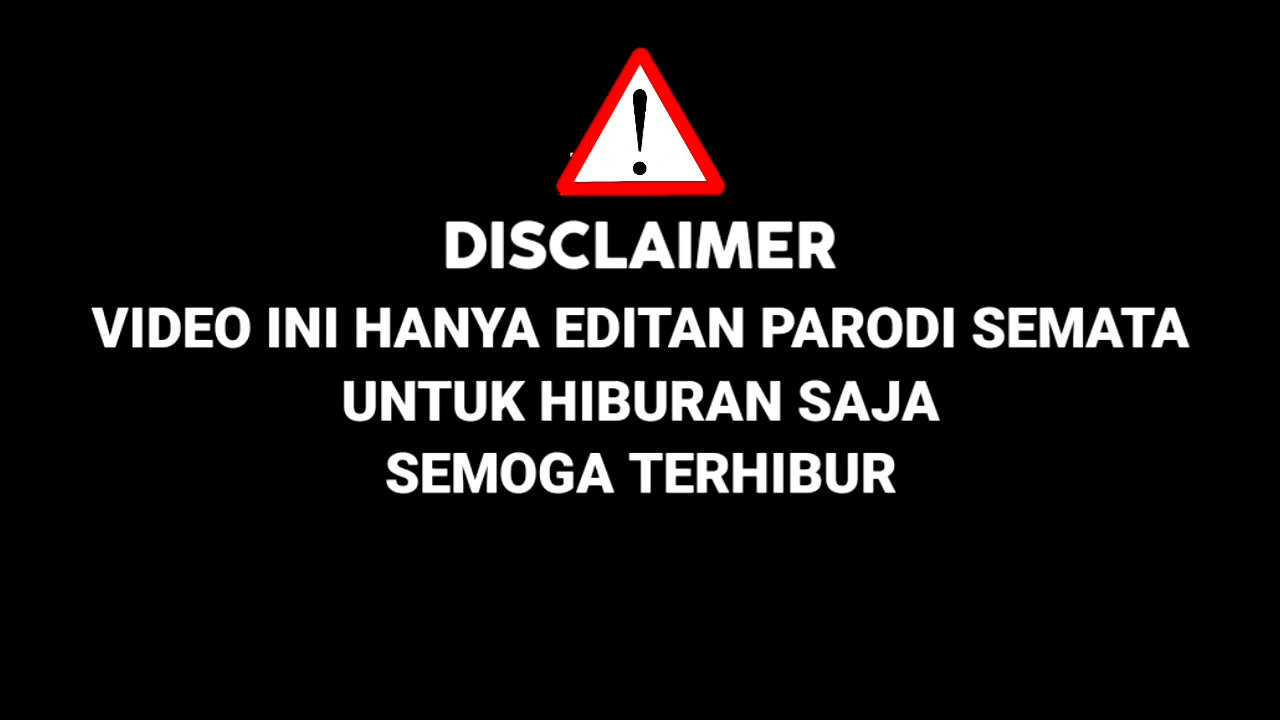 DISCLAIMER
VIDEO INI HANYA EDITAN PARODI SEMATA
UNTUK HIBURAN SAJA
SEMOGA TERHIBUR